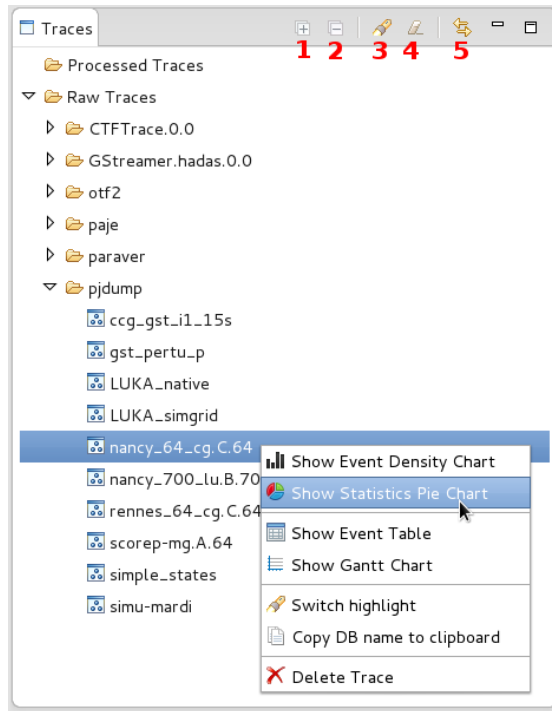 Traces
1 2 3 4 5
Processed Traces
Raw Traces
CTFTrace.0.0
GStreamer.hadas.0.0
otf2
paje
paraver
pjdump
ccg_gst_i1_15s
gst_pertu_p
LUKA_native
LUKA_simgrid
nancy_64_cg.C.64
nancy_700_lu.B.70
rennes_64_cg.C.64
scorep-mg.A.64
simple_states
simu-mardi
Show Event Density Chart
Show Statistics Pie Chart
Show Event Table
Show Gantt Chart
Switch highlight
Copy DB name to clipboard
Delete Trace